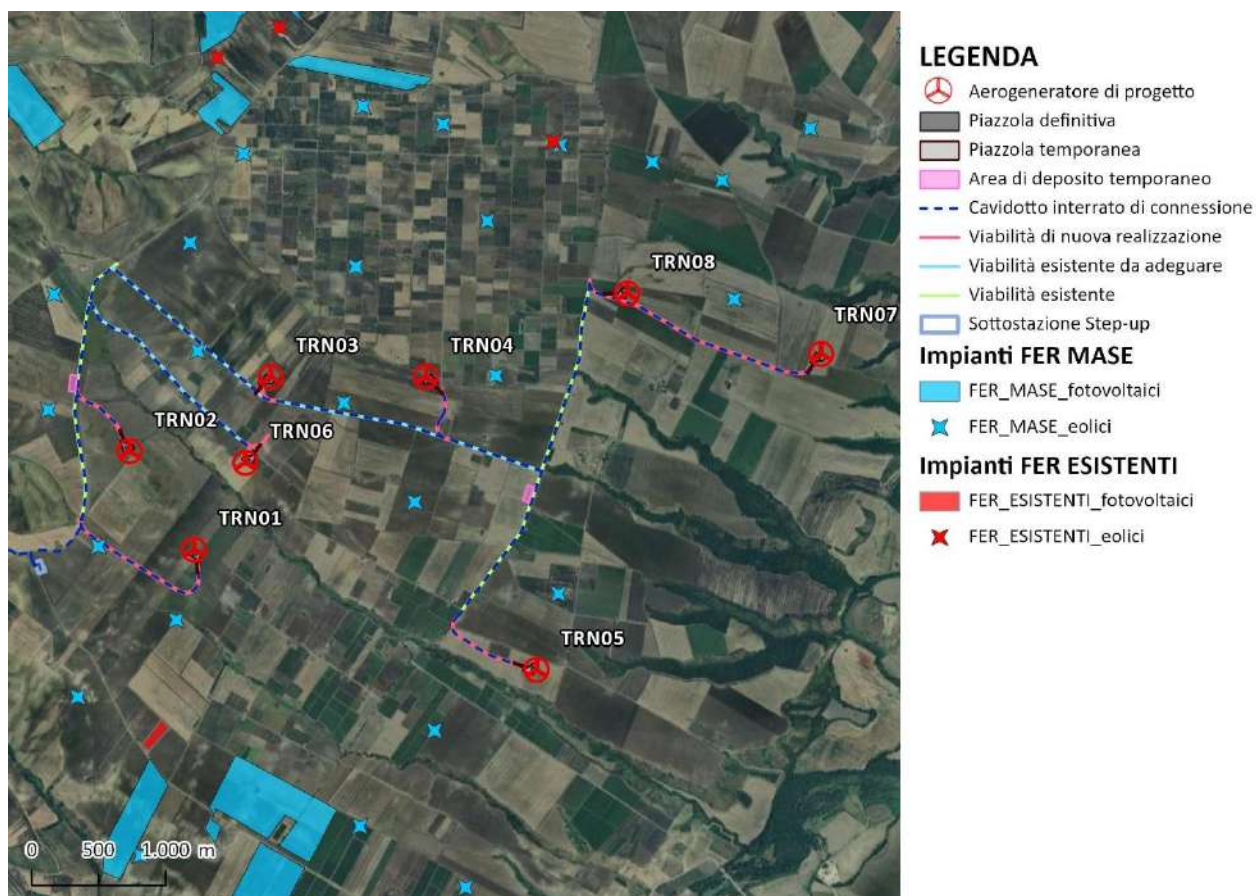 TRN08
TRN07
TRN03
TRN04
TRN02
TRN06
TRN01
TRN05
0 500 1.000 m
LEGENDA
Aerogeneratore di progetto
Piazzola definitiva
Piazzola temporanea
Area di deposito temporaneo
Cavidotto interrato di connessione
Viabilità di nuova realizzazione
Viabilità esistente da adeguare
Viabilità esistente
Sottostazione Step-up
Impianti FER MASE
FER_MASE_fotovoltaici
FER_MASE_eolici
Impianti FER ESISTENTI
FER_ESISTENTI_fotovoltaici
FER_ESISTENTI_eolici